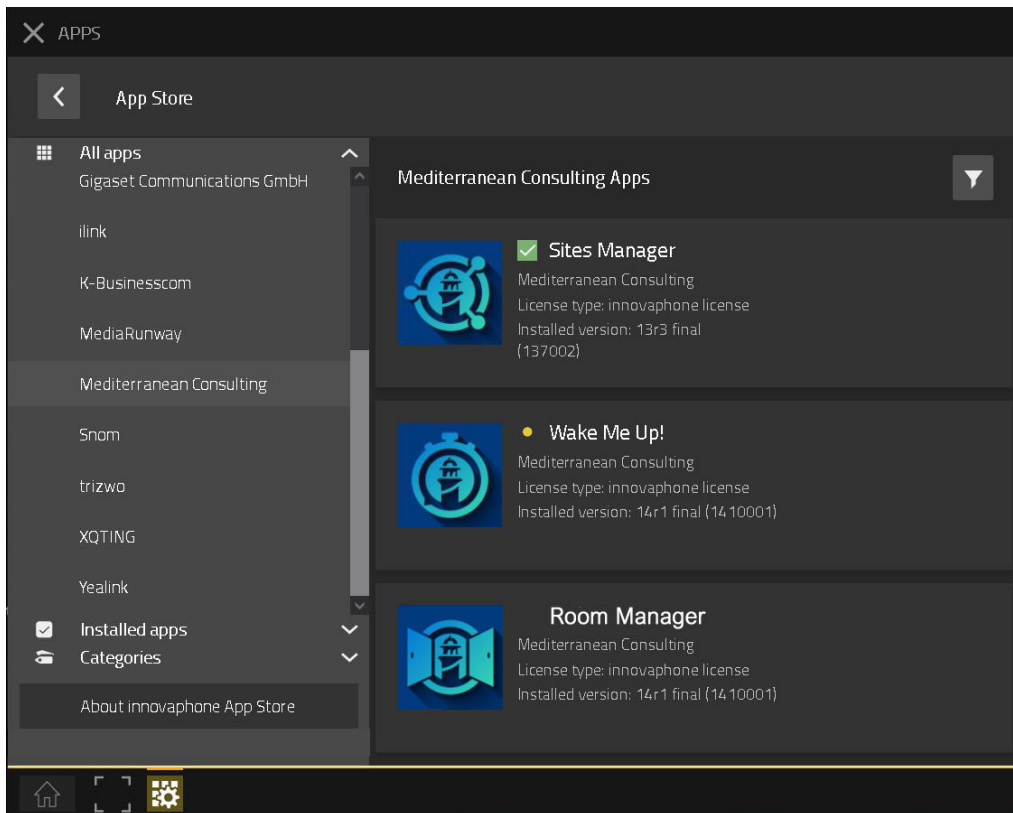 APPS
App Store
All apps
Gigaset Communications GmbH
ilink
K-Businesscom
MediaRunway
Mediterranean Consulting
Snom
trizwo
XQTING
Yealink
Installed apps
Categories
About innovaphone App Store
Mediterranean Consulting Apps
Sites Manager
Mediterranean Consulting
License type: innovaphone license
Installed version: 13r3 final
(137002)
Wake Me Up!
Mediterranean Consulting
License type: innovaphone license
Installed version: 14r1 final (1410001)
Room Manager
Mediterranean Consulting
License type: innovaphone license
Installed version: 14r1 final (1410001)